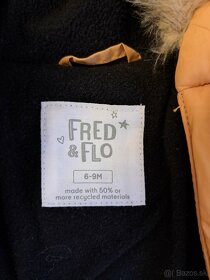 FRED
& FLO
6-9M
made with 50% or
more recycled materials
bazos.sk